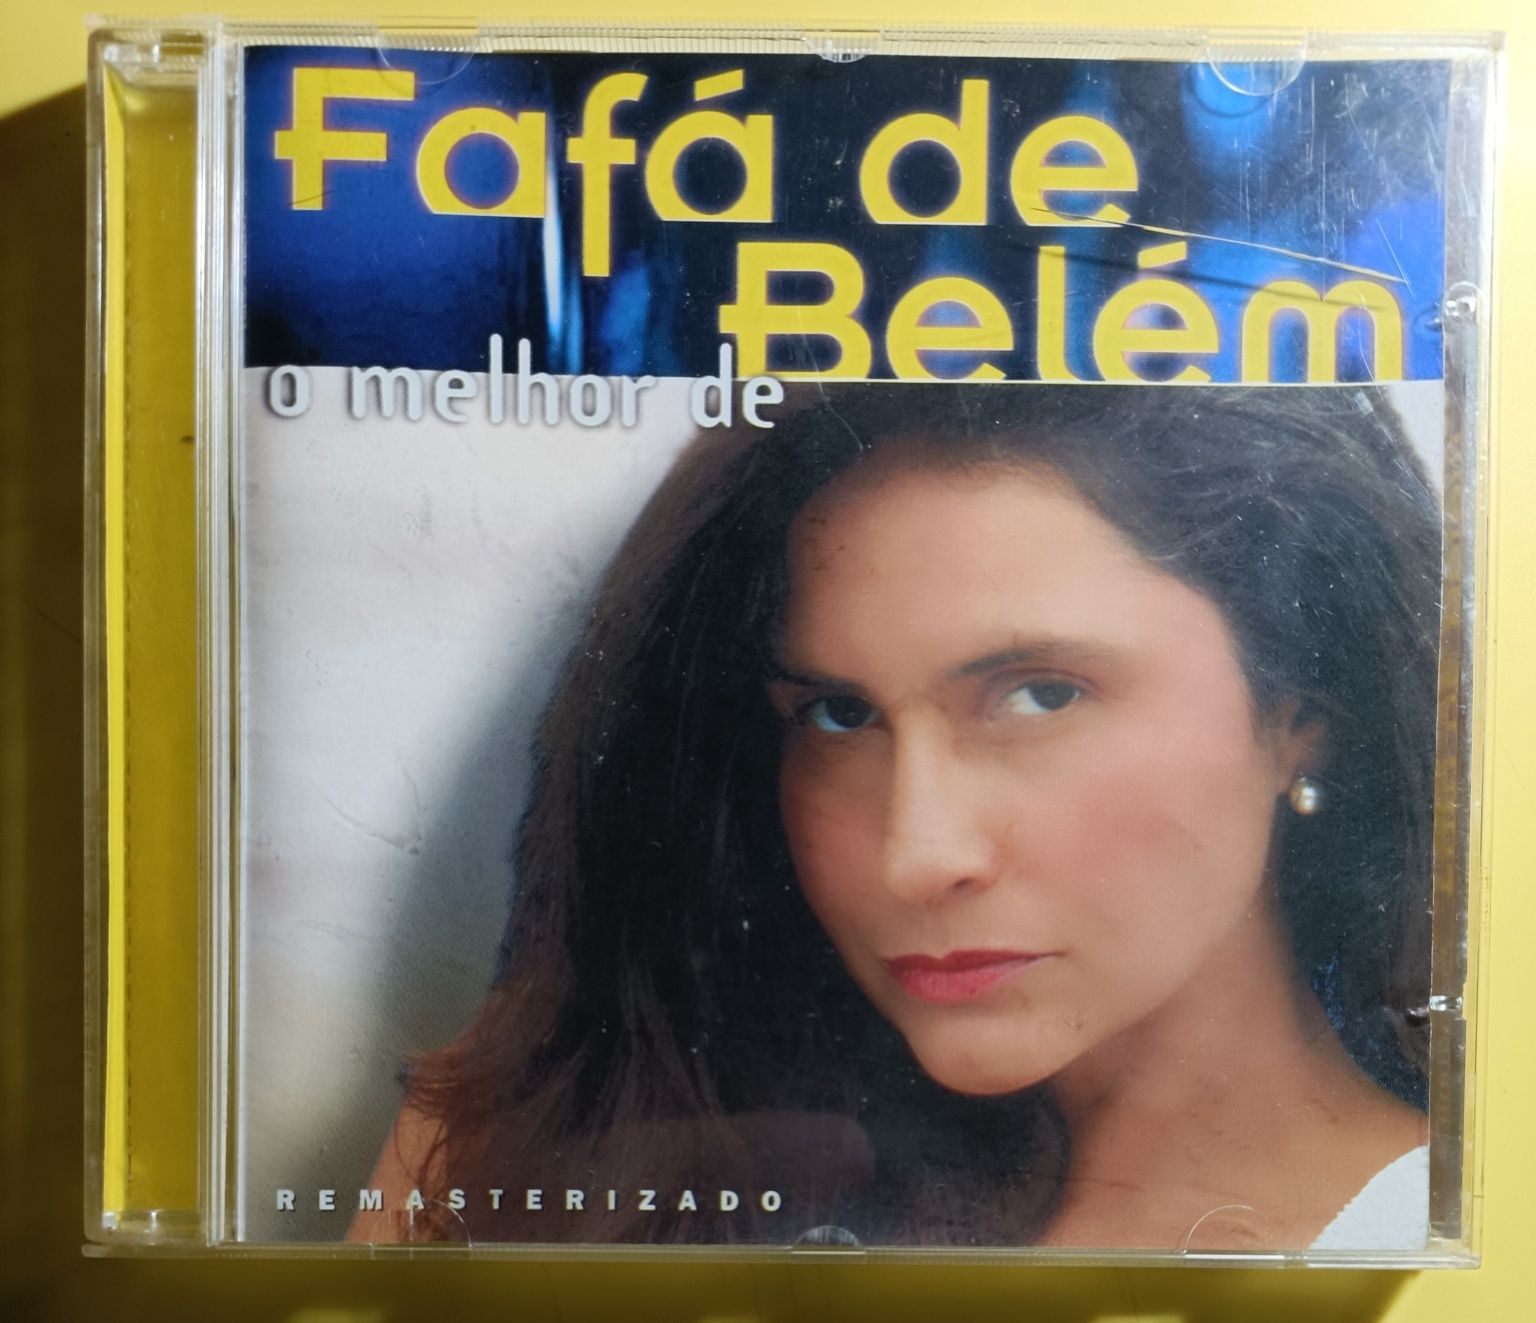 Fafá de
Belém
o melhor de
REMASTERIZADO